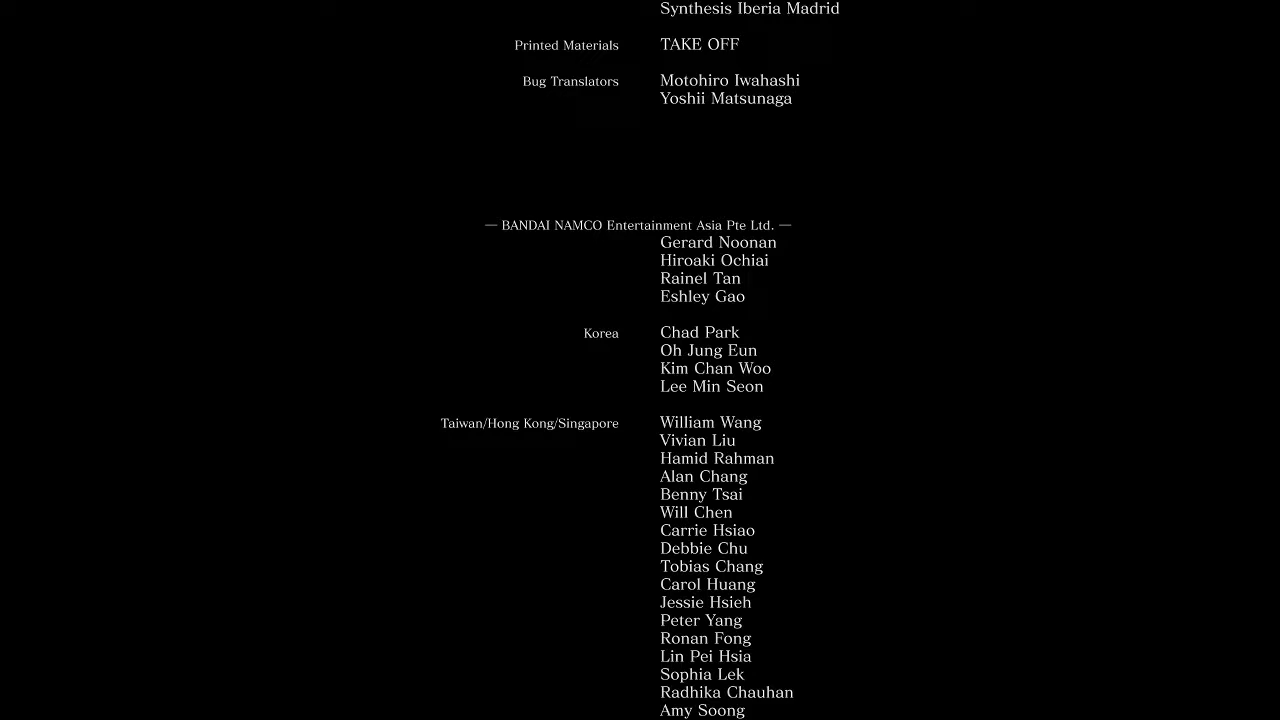 Synthesis Iberia Madrid
Printed Materials TAKE OFF
Bug Translators Motohiro Iwahashi
Yoshii Matsunaga
— BANDAI NAMCO Entertainment Asia Pte Ltd. —
Gerard Noonan
Hiroaki Ochiai
Rainel Tan
Eshley Gao
Korea Chad Park
Oh Jung Eun
Kim Chan Woo
Lee Min Seon
Taiwan/Hong Kong/Singapore William Wang
Vivian Liu
Hamid Rahman
Alan Chang
Benny Tsai
Will Chen
Carrie Hsiao
Debbie Chu
Tobias Chang
Carol Huang
Jessie Hsieh
Peter Yang
Ronan Fong
Lin Pei Hsia
Sophia Lek
Radhika Chauhan
Amy Soong